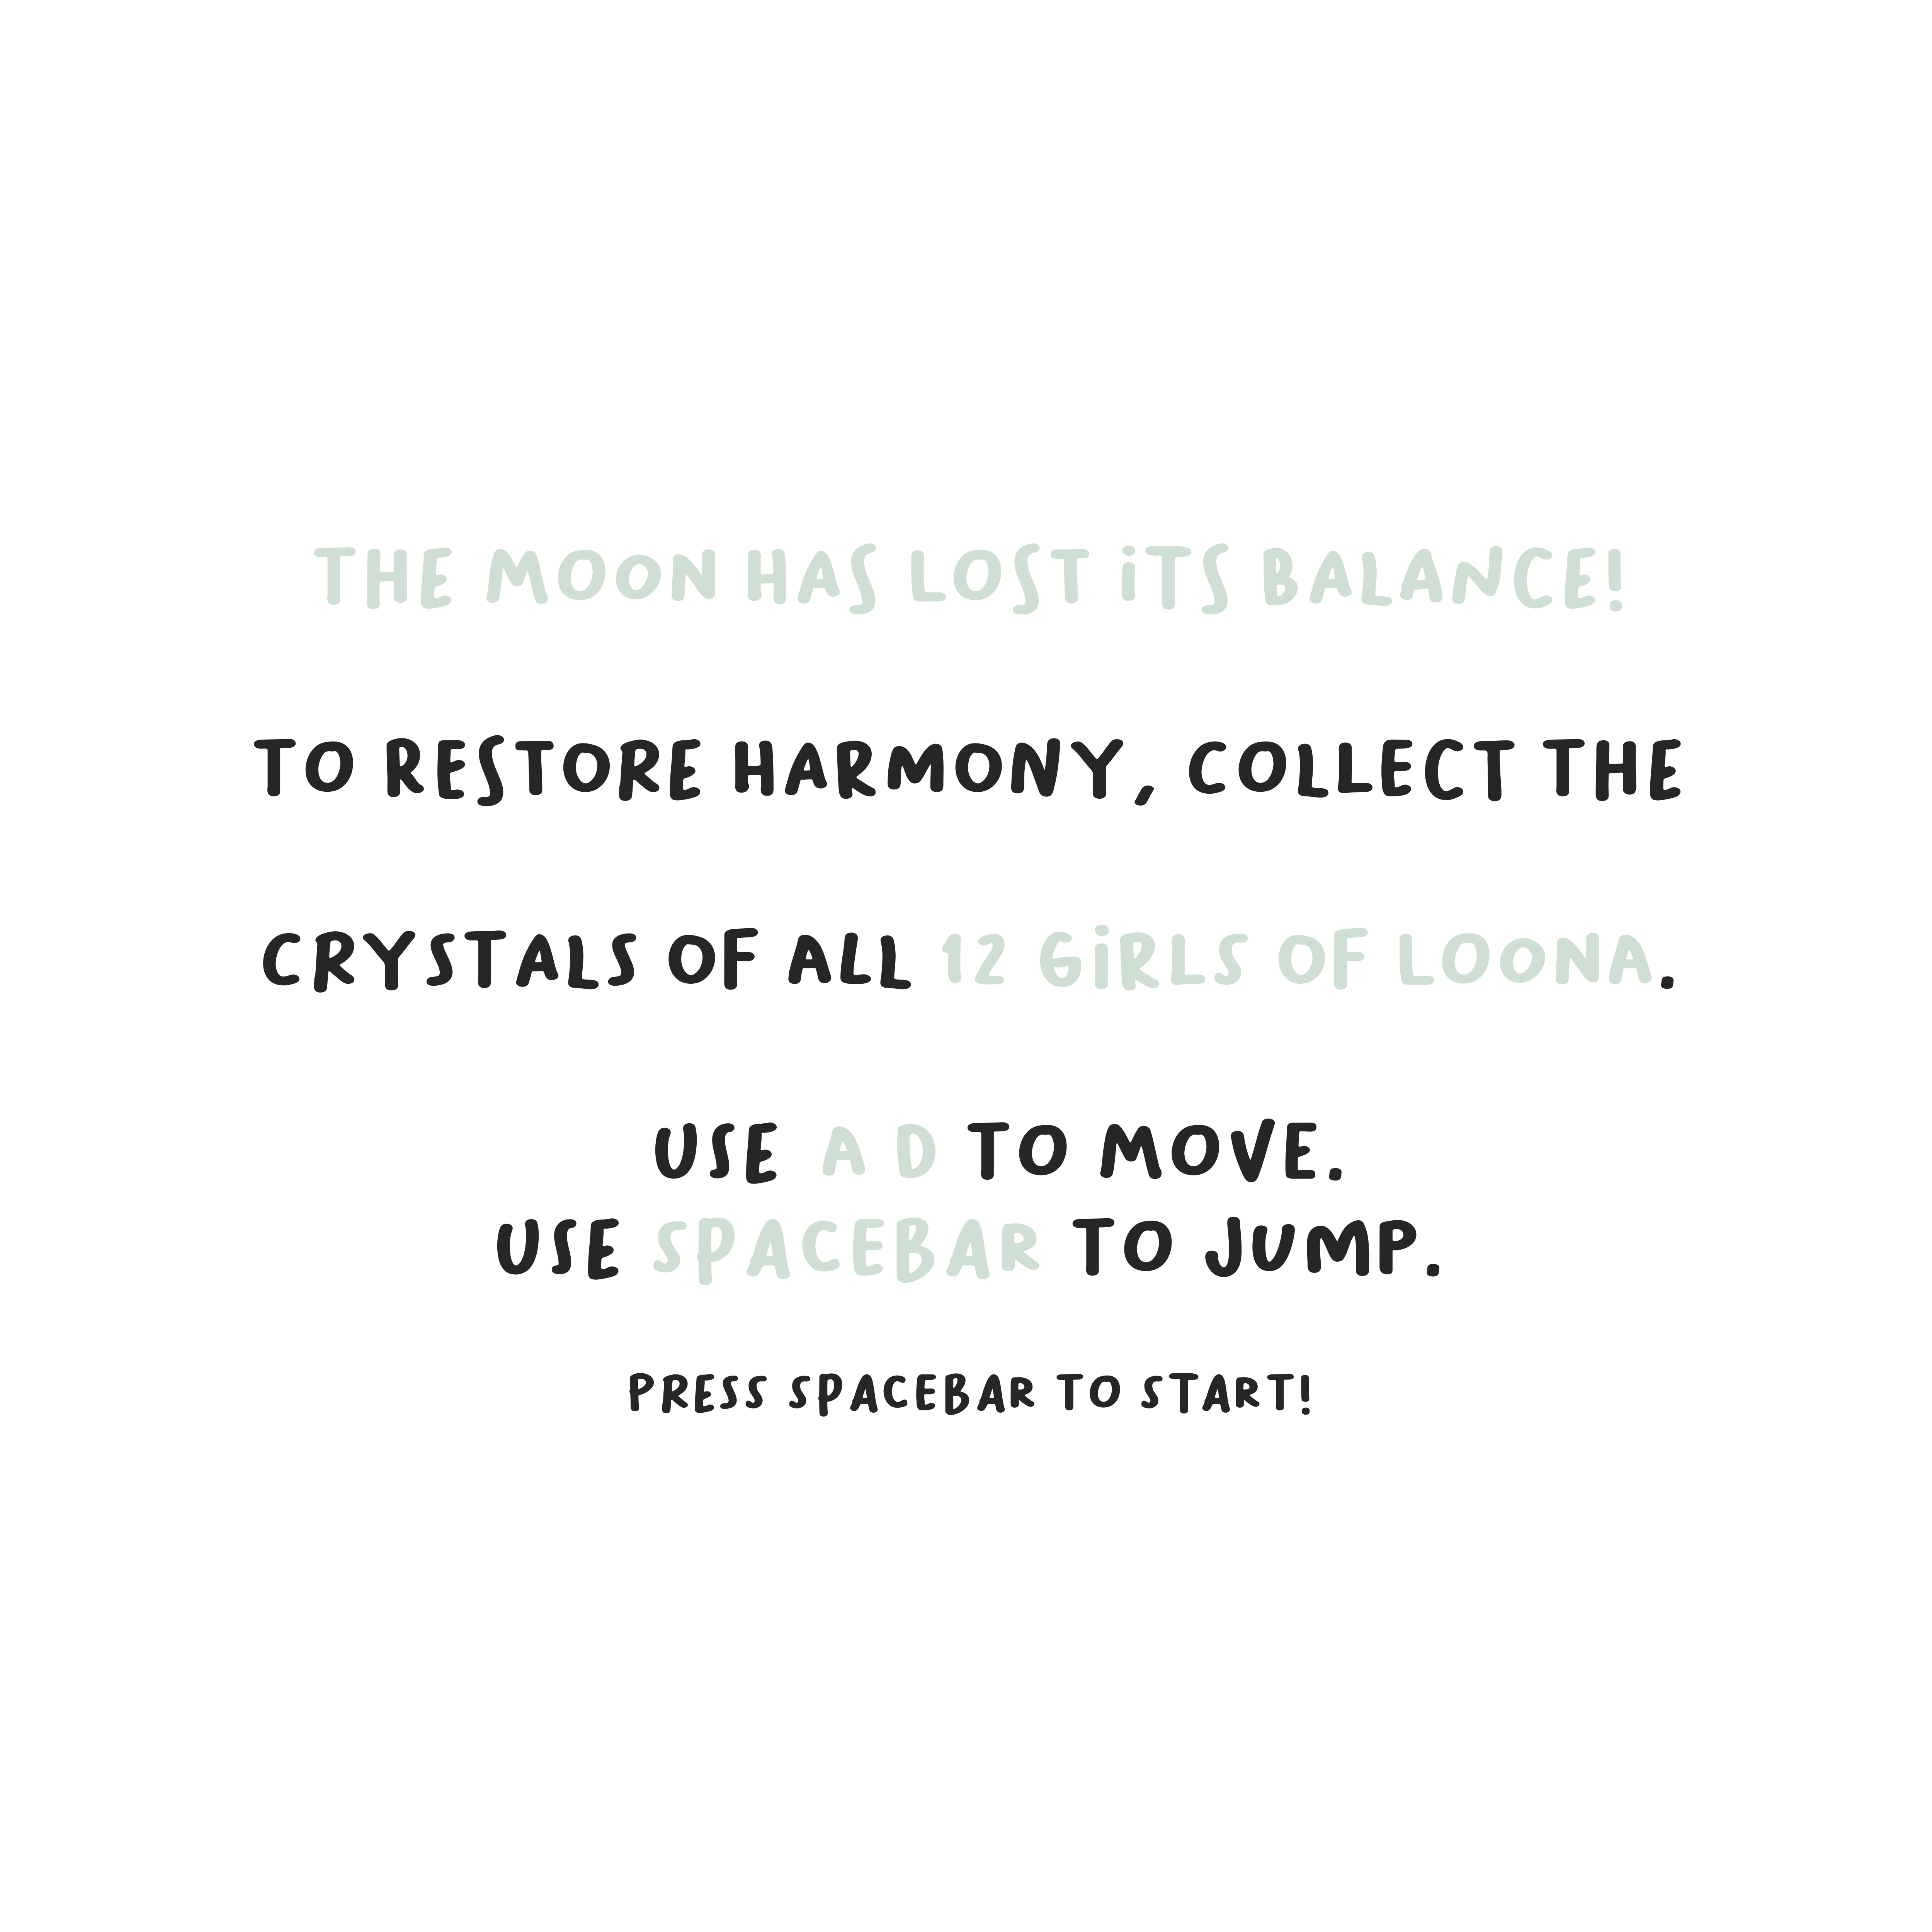 THE MOON HAS LOST iTS BALANCE!
TO RESTORE HARMONY, COLLECT THE
CRYSTALS OF ALL 12 GiRLS OF LOONA.
USE A D TO MOVE.
USE SPACEBAR TO JUMP.
PRESS SPACEBAR TO START!